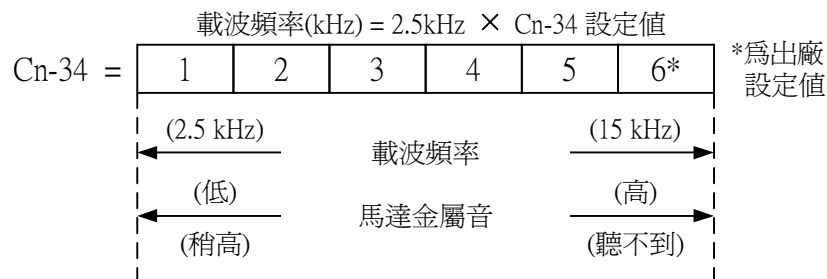 載波頻率(kHz) = 2.5kHz × Cn-34 設定值
Cn-34 = 1 2 3 4 5 6* *為出廠
設定值
(2.5 kHz) 載波頻率 (15 kHz)
(低) 馬達金屬音 (高)
(稍高) (聽不到)